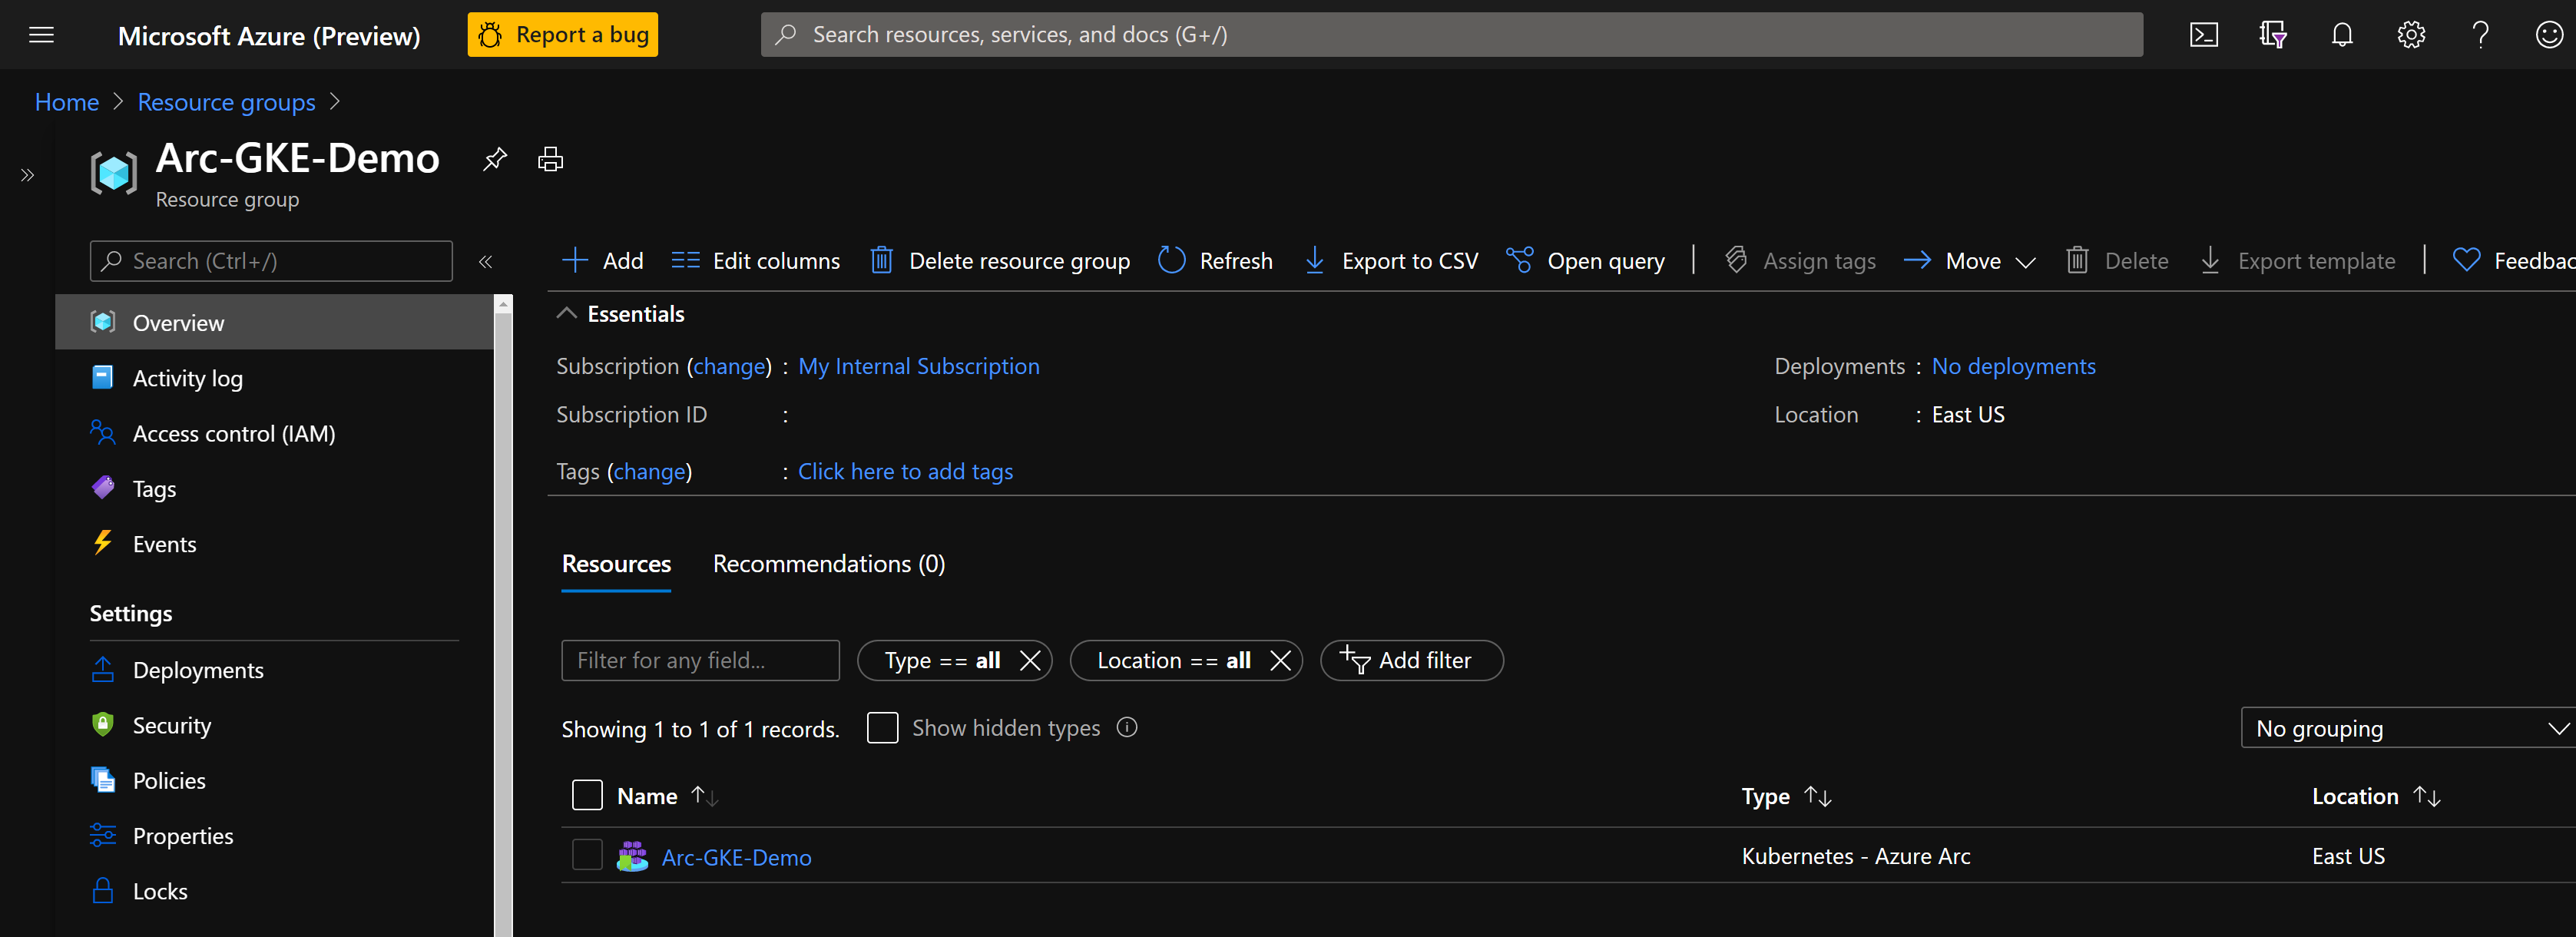 Microsoft Azure (Preview)
Report a bug
Search resources, services, and docs (G+/)
Home > Resource groups >
Arc-GKE-Demo
Resource group
Search (Ctrl+/)
Overview
Activity log
Access control (IAM)
Tags
Events
Settings
Deployments
Security
Policies
Properties
Locks
Add Edit columns Delete resource group Refresh Export to CSV Open query Assign tags Move Delete Export template Feedbac
Essentials
Subscription (change) : My Internal Subscription
Subscription ID :
Tags (change) : Click here to add tags
Deployments : No deployments
Location : East US
Resources Recommendations (0)
Filter for any field... Type == all Location == all Add filter
Showing 1 to 1 of 1 records. Show hidden types No grouping
Name Type Location
Arc-GKE-Demo Kubernetes - Azure Arc East US